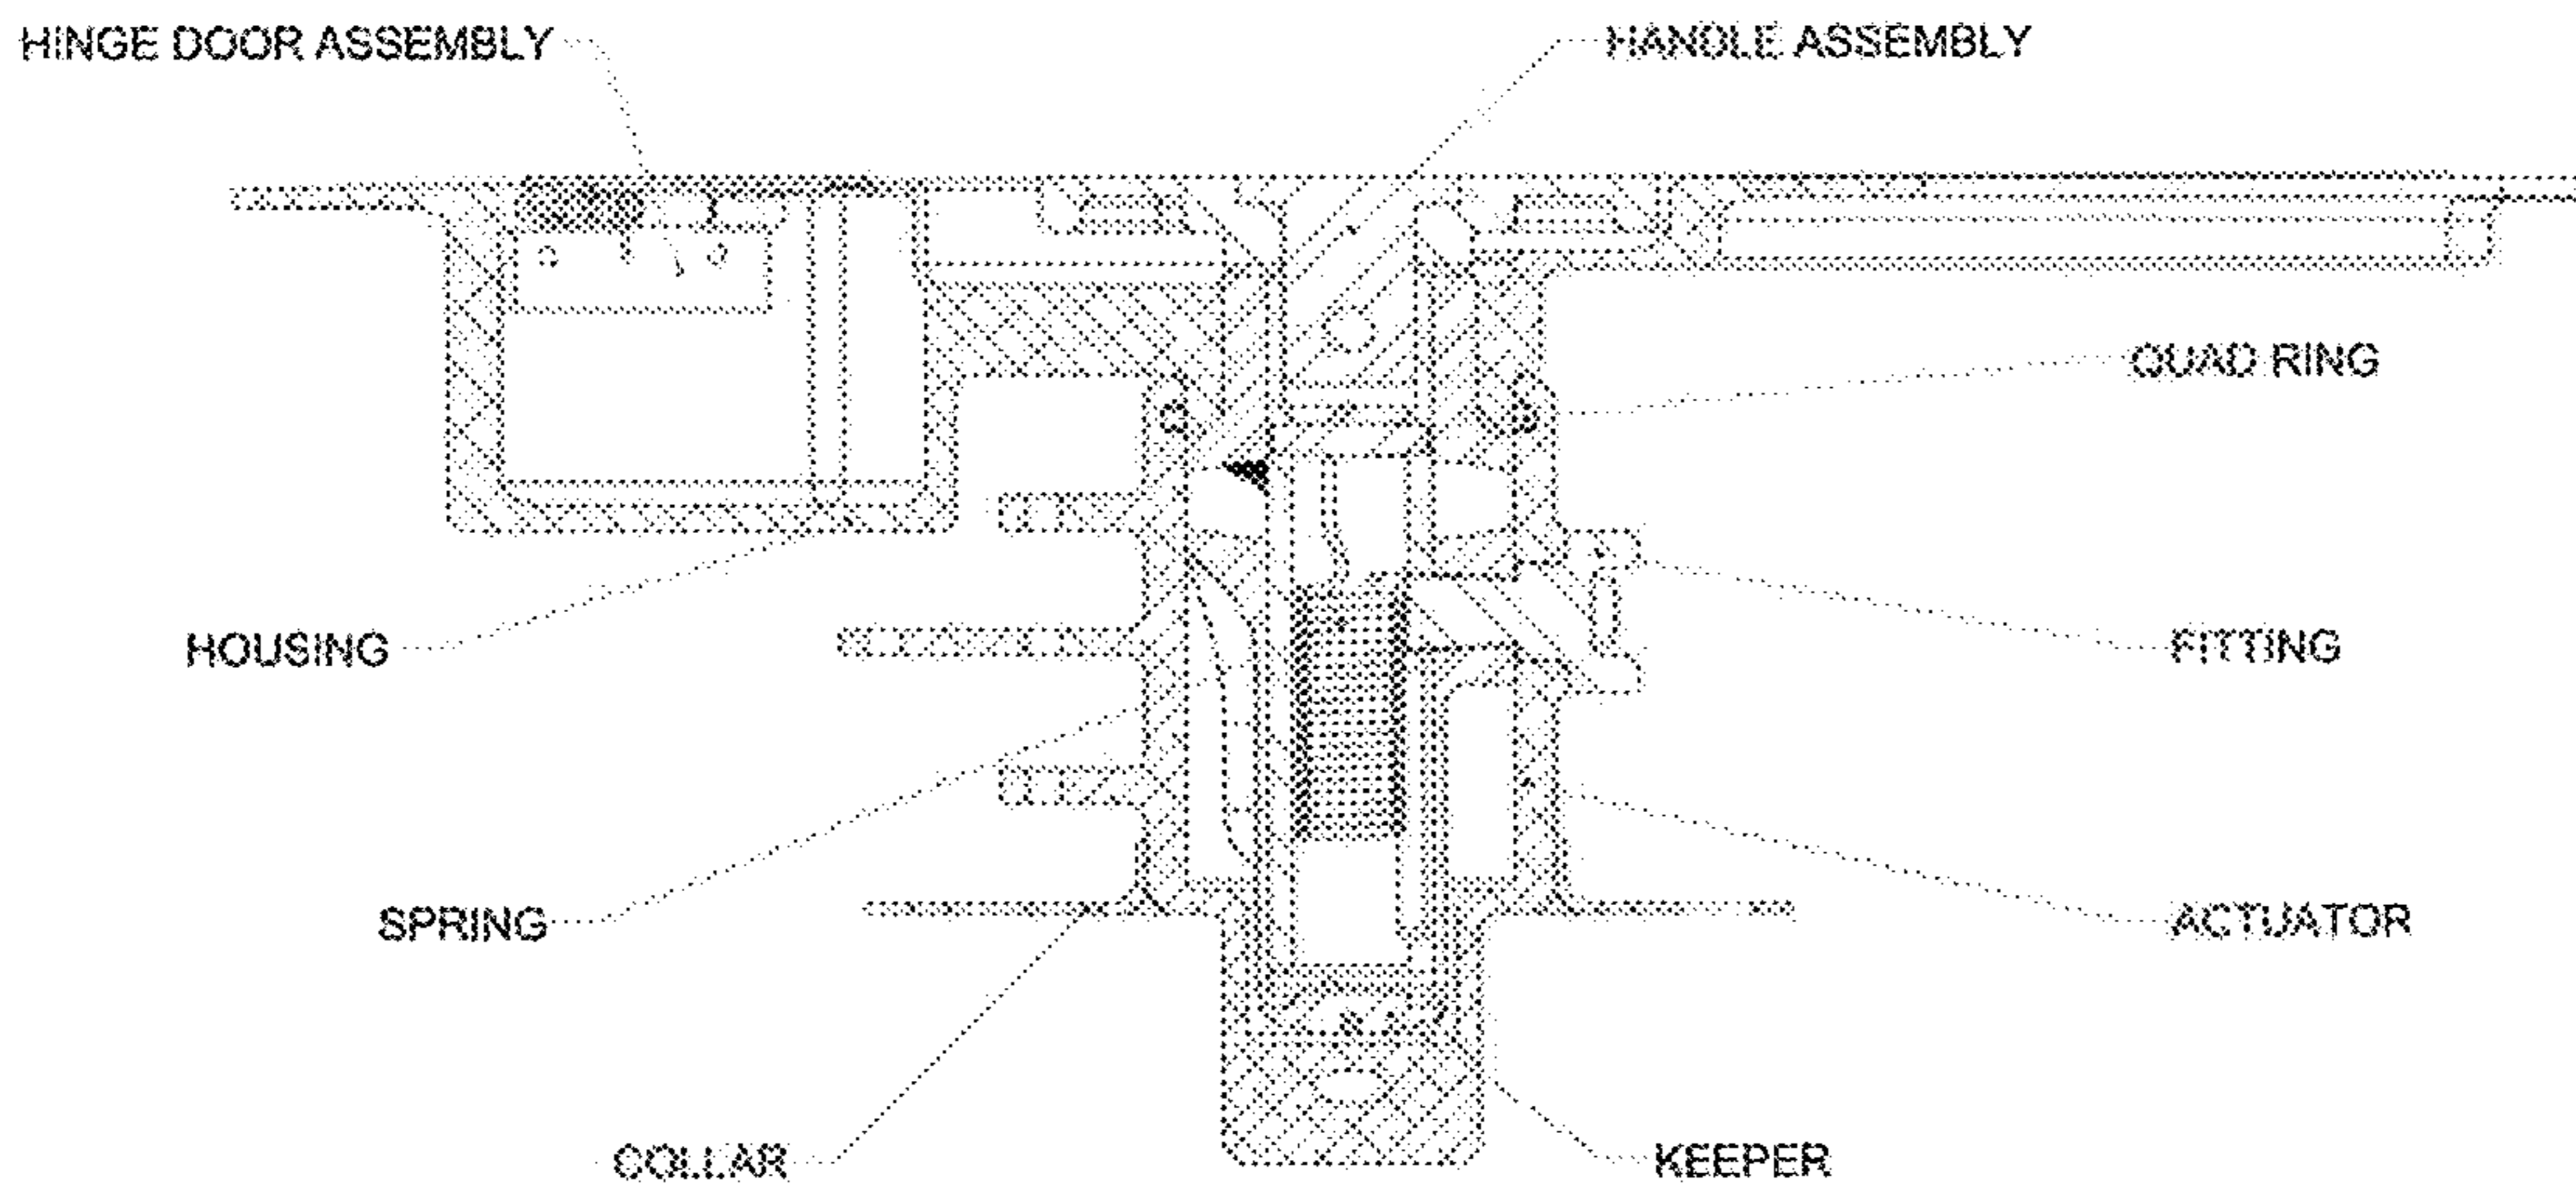 HINGE DOOR ASSEMBLY
HANDLE ASSEMBLY
QUAD RING
HOUSING
FITTING
SPRING
ACTUATOR
COLLAR
KEEPER